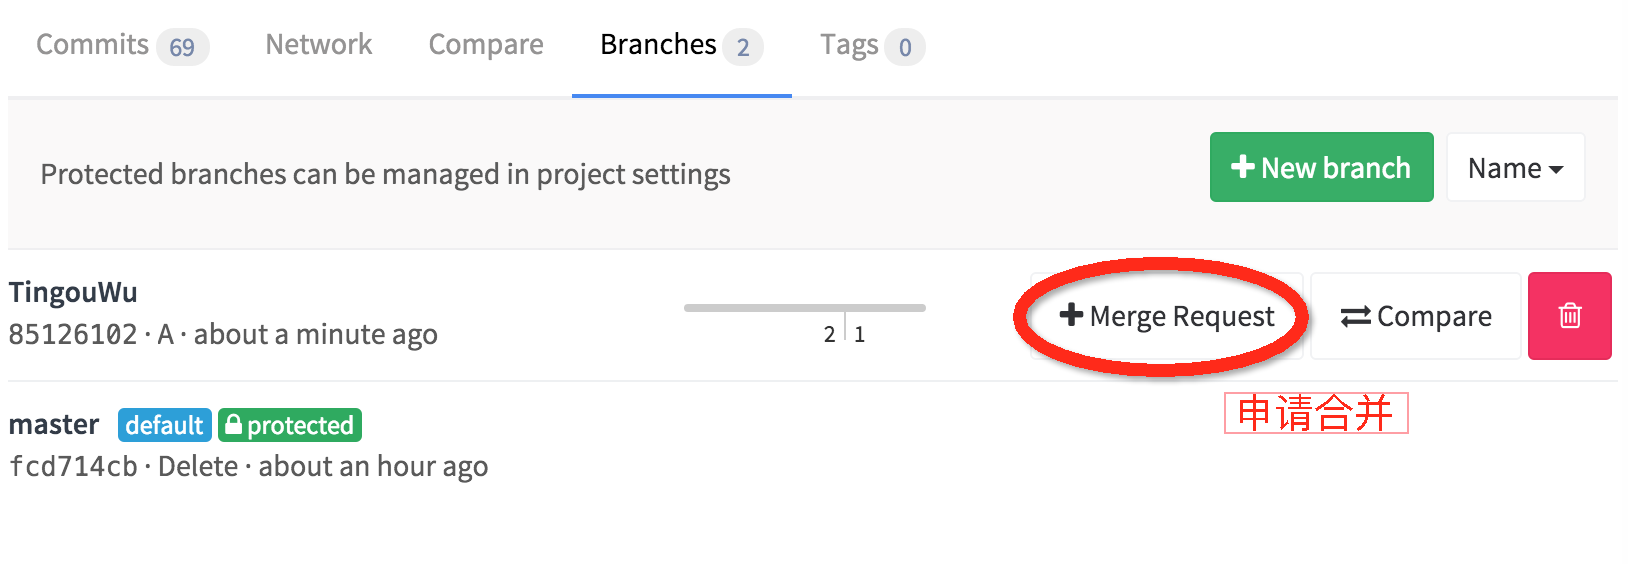 Commits 69 Network Compare Branches 2 Tags 0
Protected branches can be managed in project settings
New branch
Name
TingouWu
85126102 · A · about a minute ago
2 1
Merge Request
Compare
申请合并
master default protected
fcd714cb · Delete · about an hour ago